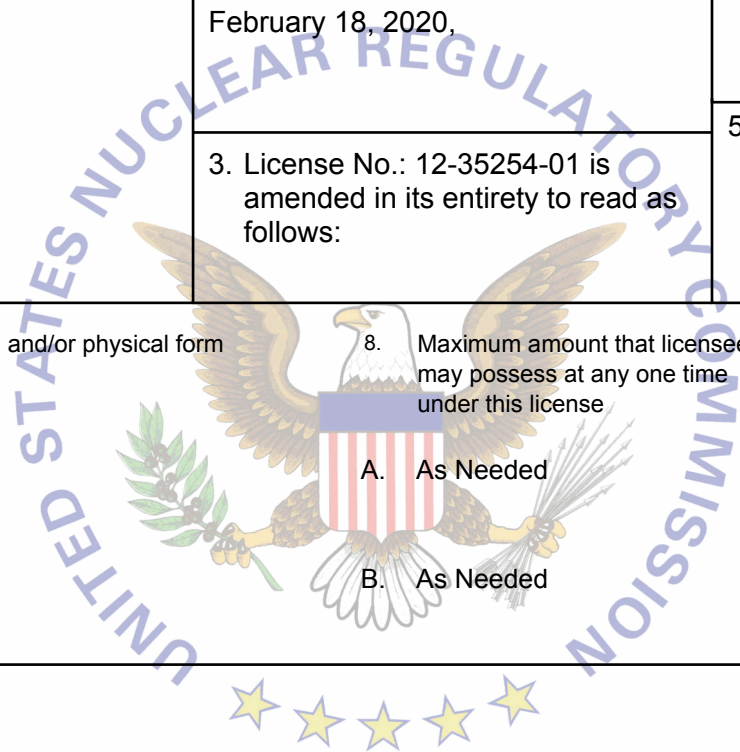 February 18, 2020,
5
3. License No.: 12-35254-01 is
amended in its entirety to read as
follows:
and/or physical form
8. Maximum amount that licensee
may possess at any one time
under this license
A. As Needed
B. As Needed
UNITED STATES NUCLEAR REGULATORY COMMISSION